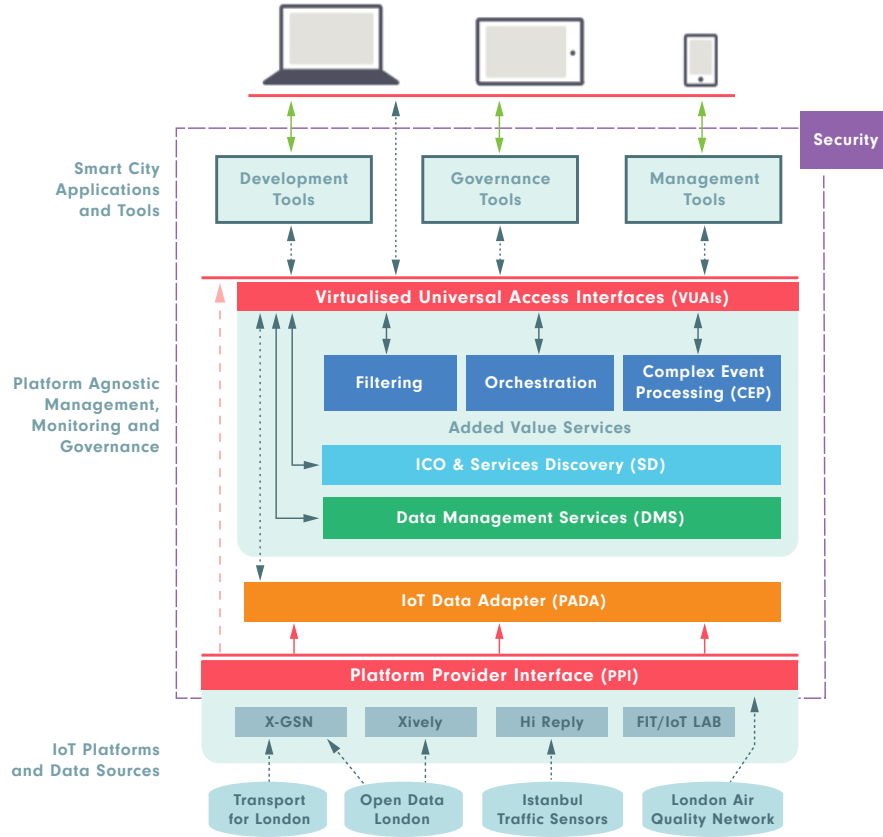 Security
Smart City
Applications
and Tools
Development
Tools
Governance
Tools
Management
Tools
Virtualised Universal Access Interfaces (VUAIs)
Platform Agnostic
Management,
Monitoring and
Governance
Filtering
Orchestration
Complex Event
Processing (CEP)
Added Value Services
ICO & Services Discovery (SD)
Data Management Services (DMS)
IoT Data Adapter (PADA)
Platform Provider Interface (PPI)
IoT Platforms
and Data Sources
X-GSN
Xively
Hi Reply
FIT/IoT LAB
Transport
for London
Open Data
London
Istanbul
Traffic Sensors
London Air
Quality Network